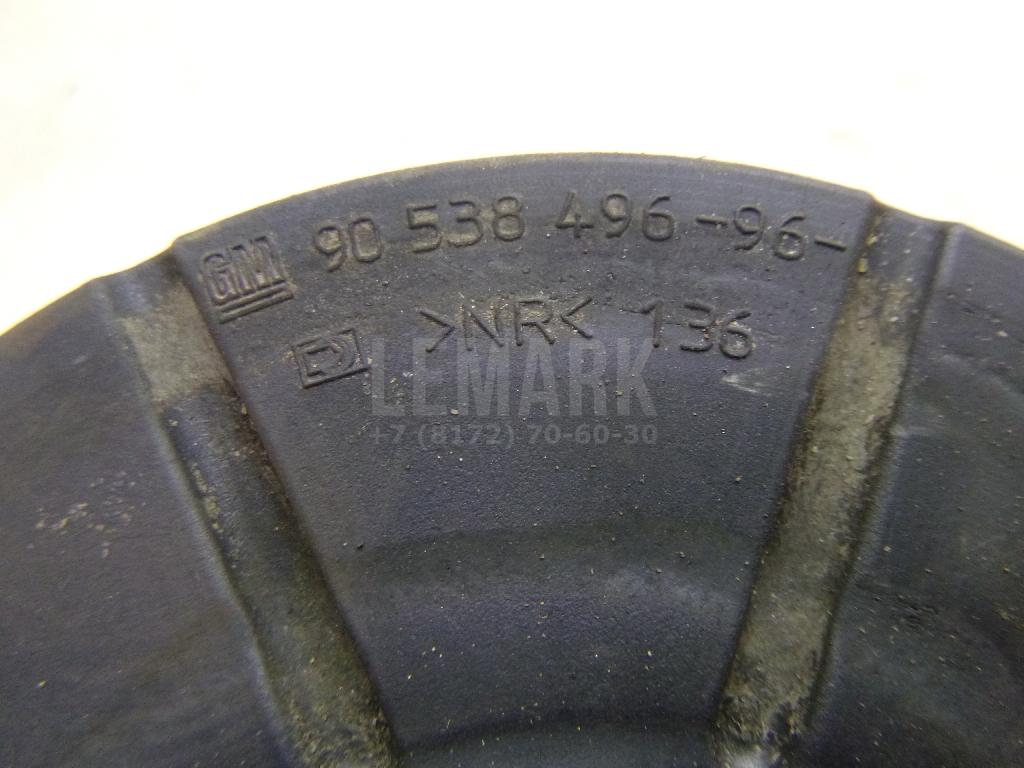 GM 90 538 496-96-
>NR< 136
LEMARK
+7 (8172) 70-60-30